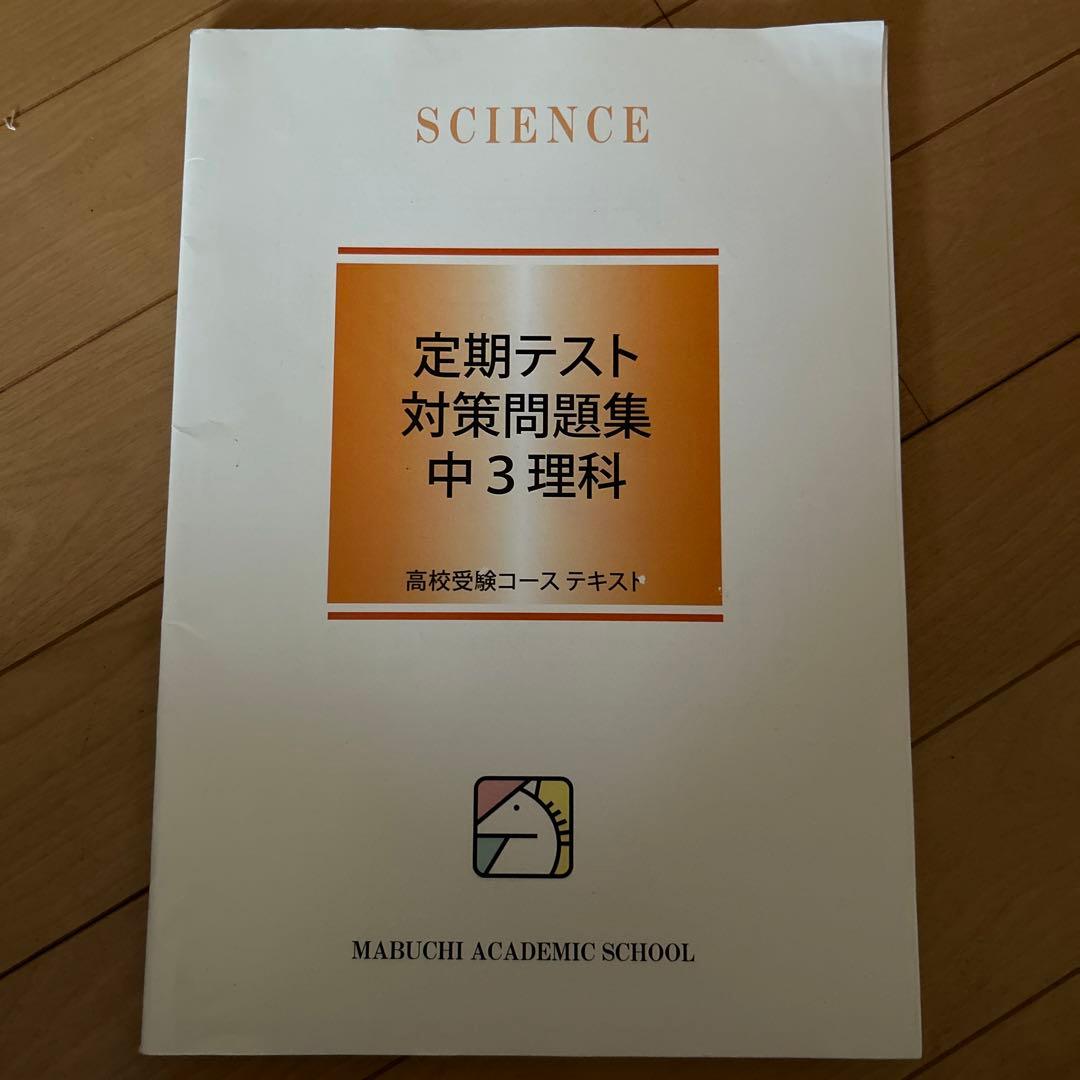 SCIENCE
定期テスト
対策問題集
中3理科
高校受験コース テキスト
MABUCHI ACADEMIC SCHOOL